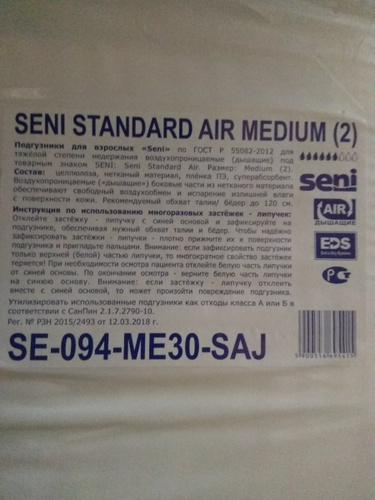 SENI STANDARD AIR MEDIUM (2)
Подгузники для взрослых «Seni» по ГОСТ Р 55082-2012 для
тяжёлой степени недержания воздухопроницаемые (дышащие) под
товарным знаком SENI: Seni Standard Air. Размер: Medium (2).
Состав: целлюлоза, нетканый материал, плёнка ПЭ, суперабсорбент.
Воздухопроницаемые («дышащие») боковые части из нетканого материала
обеспечивают свободный воздухообмен и испарение излишней влаги
с поверхности кожи. Рекомендуемый обхват талии/ бёдер до 120 см.
Инструкция по использованию многоразовых застёжек - липучек:
Отклейте застёжку - липучку вместе с синей основой и зафиксируйте на
подгузнике, обеспечивая нужный обхват талии и бёдер. Чтобы надёжно
зафиксировать застёжки - липучки - плотно прижмите их к поверхности
подгузника и пригладьте пальцами. Внимание: если зафиксировать подгузник
только верхней (белой) частью липучки, то многократное свойство застежек
теряется! При необходимости осмотра пациента отклейте белую часть липучки
от синей основы. По окончании осмотра - верните белую часть липучки
на синюю основу. Внимание: если застёжку - липучку отклеить
вместе с синей основой, то может произойти повреждение подгузника.
Утилизировать использованные подгузники как отходы класса А или Б в
соответствии с СанПин 2.1.7.2790-10.
Рег. № РЗН 2015/2493 от 12.03.2018 г.
SE-094-ME30-SAJ
seni
(AIR)
ДЫШАЩИЕ
EDS